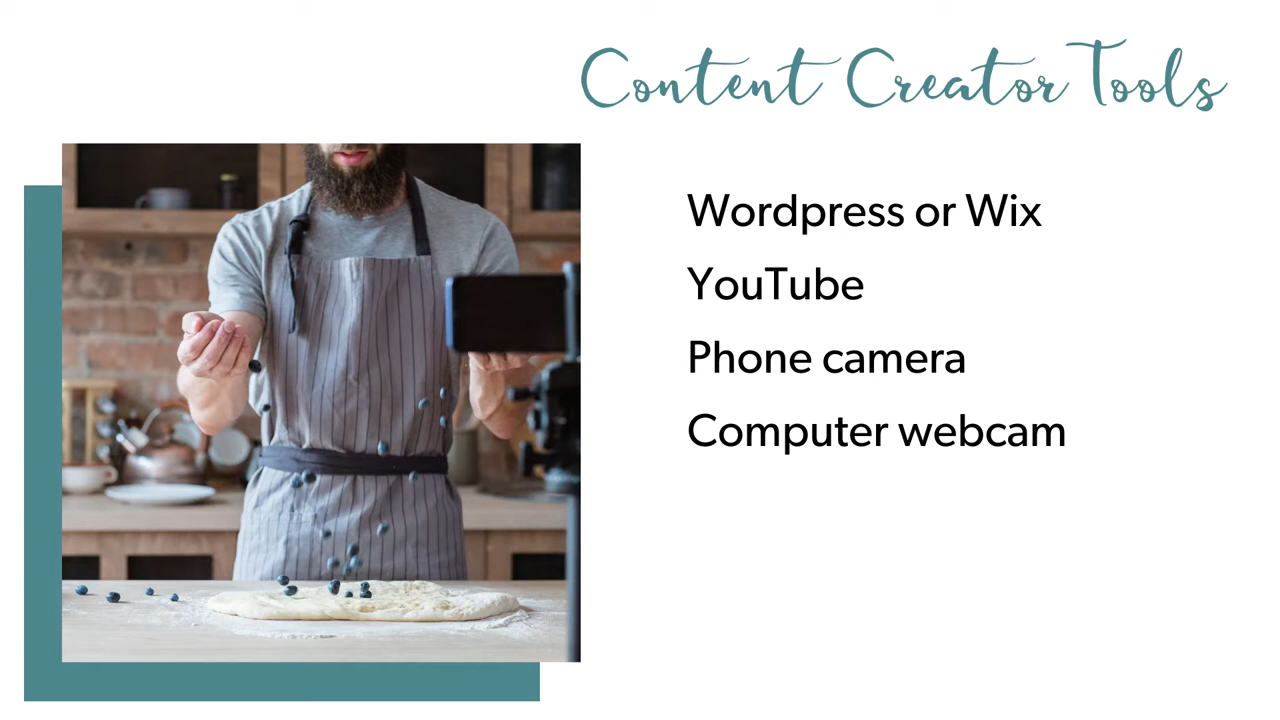 Content Creator Tools
Wordpress or Wix
YouTube
Phone camera
Computer webcam